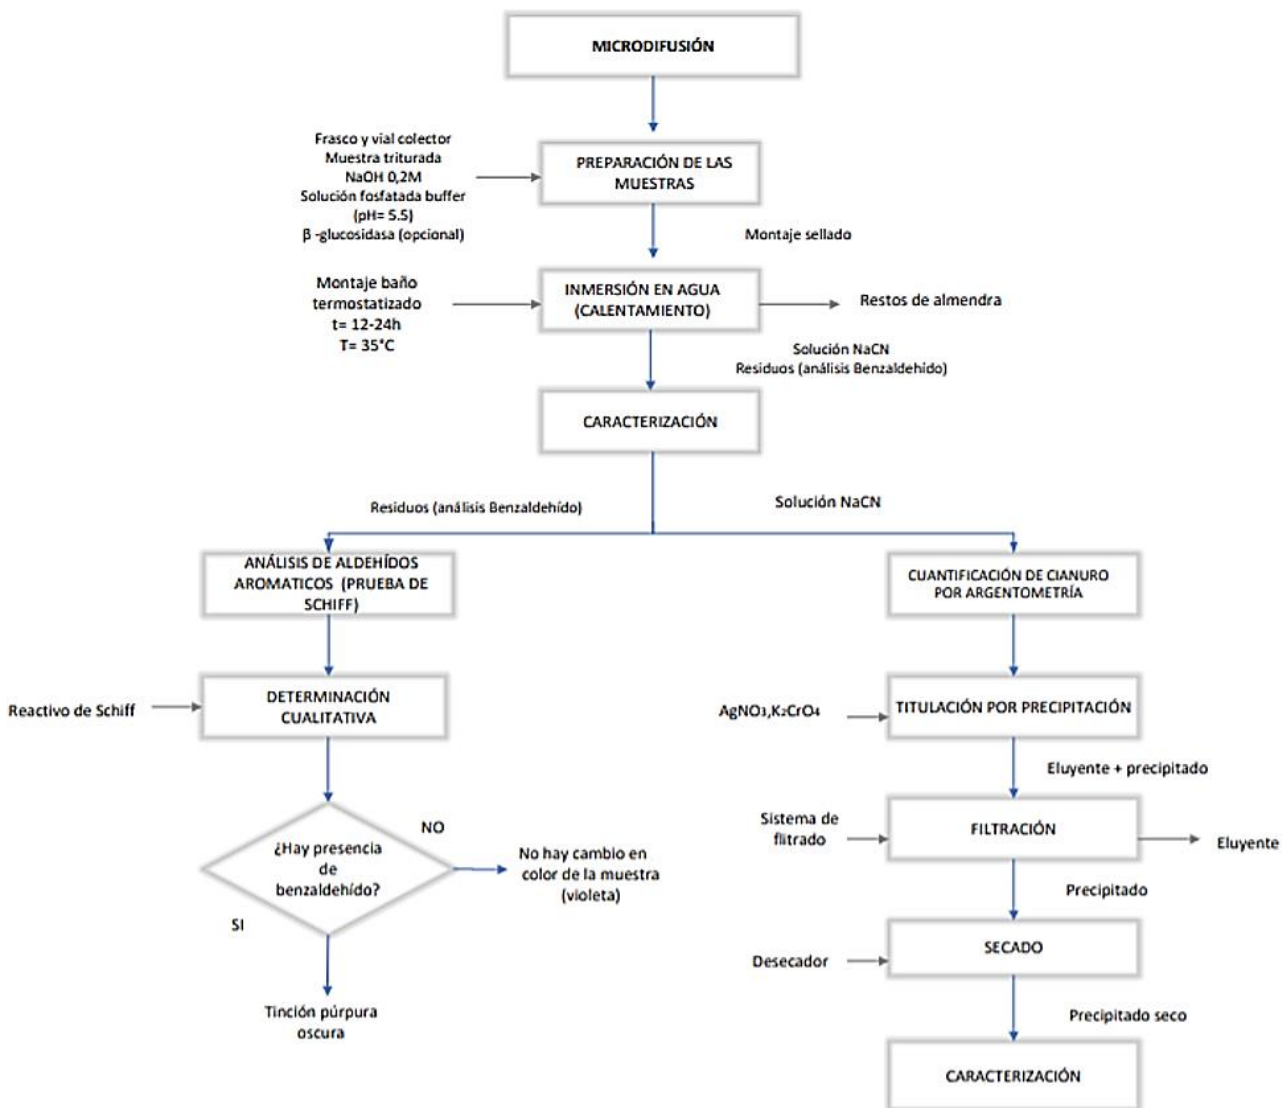 MICRODIFUSIÓN
Frasco y vial colector
Muestra triturada
NaOH 0,2M
Solución fosfatada buffer
(pH= 5.5)
β -glucosidasa (opcional)
PREPARACIÓN DE LAS
MUESTRAS
Montaje sellado
Montaje baño
termostatizado
t= 12-24h
T= 35°C
INMERSIÓN EN AGUA
(CALENTAMIENTO)
Restos de almendra
Solución NaCN
Residuos (análisis Benzaldehido)
CARACTERIZACIÓN
Residuos (análisis Benzaldehído)
Solución NaCN
ANÁLISIS DE ALDEHÍDOS
AROMATICOS (PRUEBA DE
SCHIFF)
CUANTIFICACIÓN DE CIANURO
POR ARGENTOMETRÍA
Reactivo de Schiff
DETERMINACIÓN
CUALITATIVA
AgNO3,K2CrO4
TITULACIÓN POR PRECIPITACIÓN
Eluyente + precipitado
¿Hay presencia
de
benzaldehído?
NO
No hay cambio en
color de la muestra
(violeta)
SI
Tinción púrpura
oscura
Sistema de
flitrado
FILTRACIÓN
Eluyente
Precipitado
Desecador
SECADO
Precipitado seco
CARACTERIZACIÓN